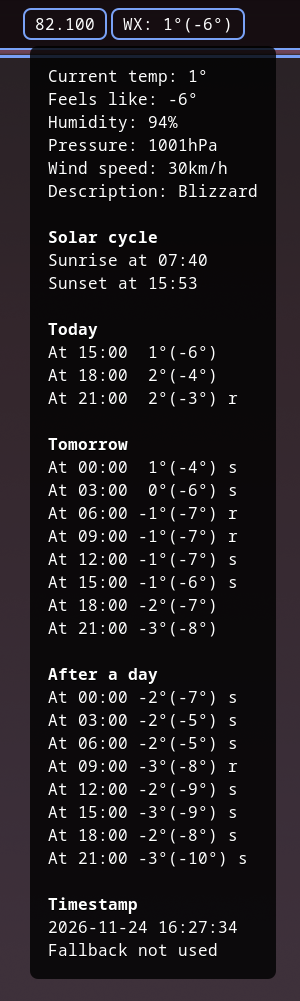 82.100 WX: 1°(-6°)
Current temp: 1°
Feels like: -6°
Humidity: 94%
Pressure: 1001hPa
Wind speed: 30km/h
Description: Blizzard
Solar cycle
Sunrise at 07:40
Sunset at 15:53
Today
At 15:00  1°(-6°)
At 18:00  2°(-4°)
At 21:00  2°(-3°) r
Tomorrow
At 00:00  1°(-4°) s
At 03:00  0°(-6°) s
At 06:00 -1°(-7°) r
At 09:00 -1°(-7°) r
At 12:00 -1°(-7°) s
At 15:00 -1°(-6°) s
At 18:00 -2°(-7°)
At 21:00 -3°(-8°)
After a day
At 00:00 -2°(-7°) s
At 03:00 -2°(-5°) s
At 06:00 -2°(-5°) s
At 09:00 -3°(-8°) r
At 12:00 -2°(-9°) s
At 15:00 -3°(-9°) s
At 18:00 -2°(-8°) s
At 21:00 -3°(-10°) s
Timestamp
2026-11-24 16:27:34
Fallback not used